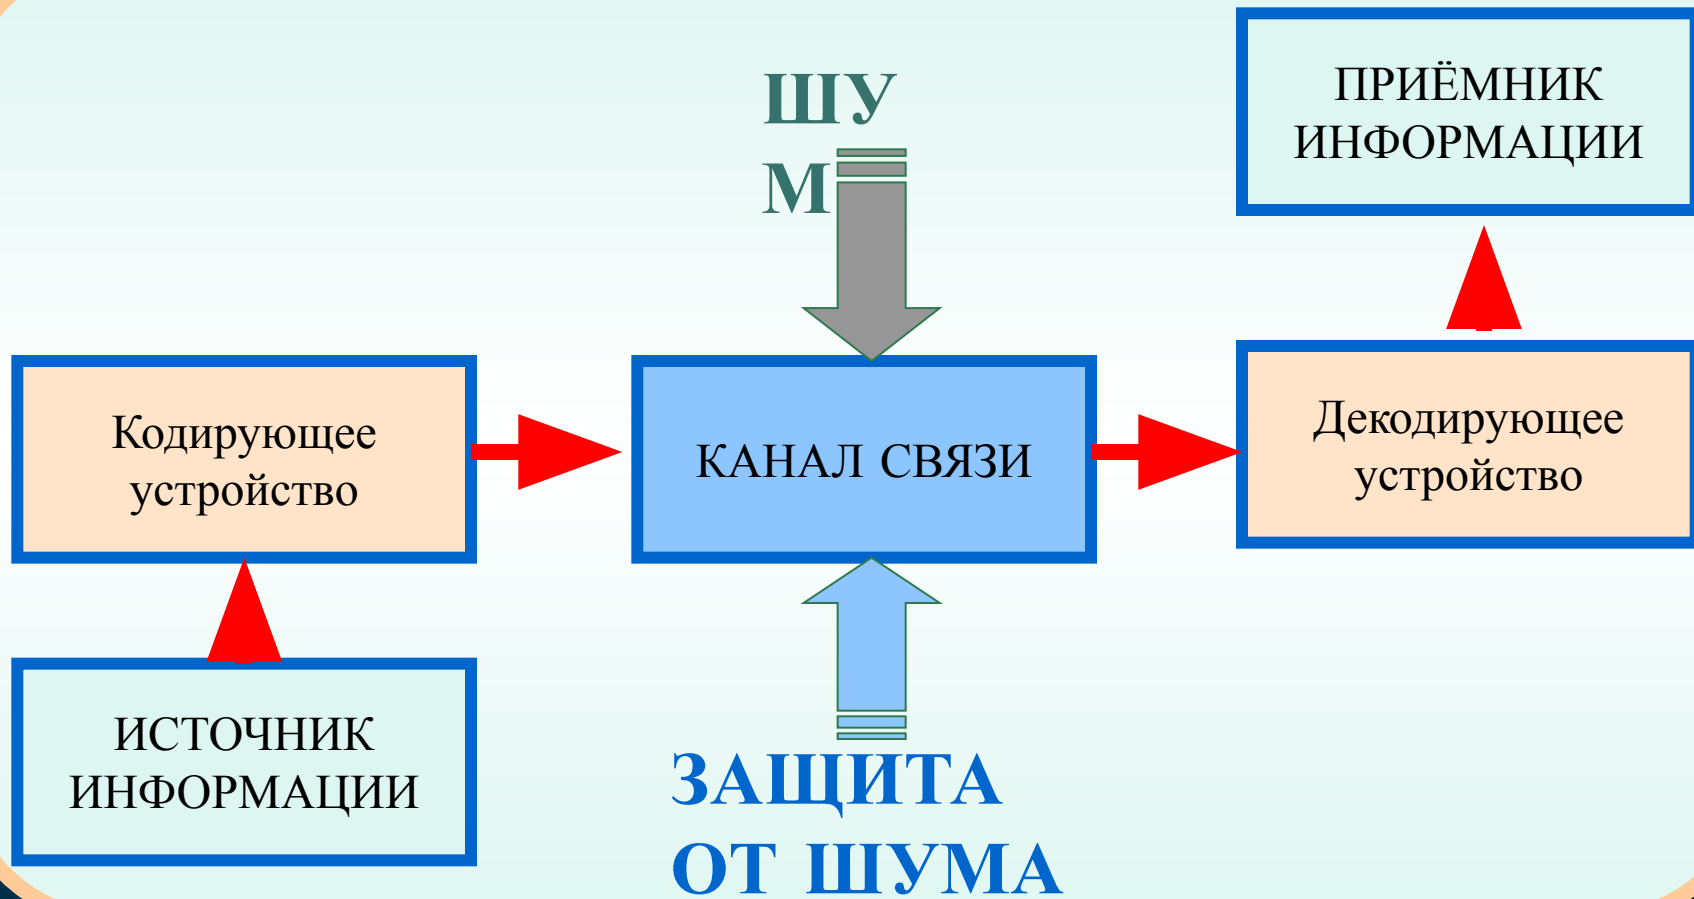 ШУ
М
ПРИЁМНИК
ИНФОРМАЦИИ
Кодирующее
устройство
КАНАЛ СВЯЗИ
Декодирующее
устройство
ИСТОЧНИК
ИНФОРМАЦИИ
ЗАЩИТА
ОТ ШУМА